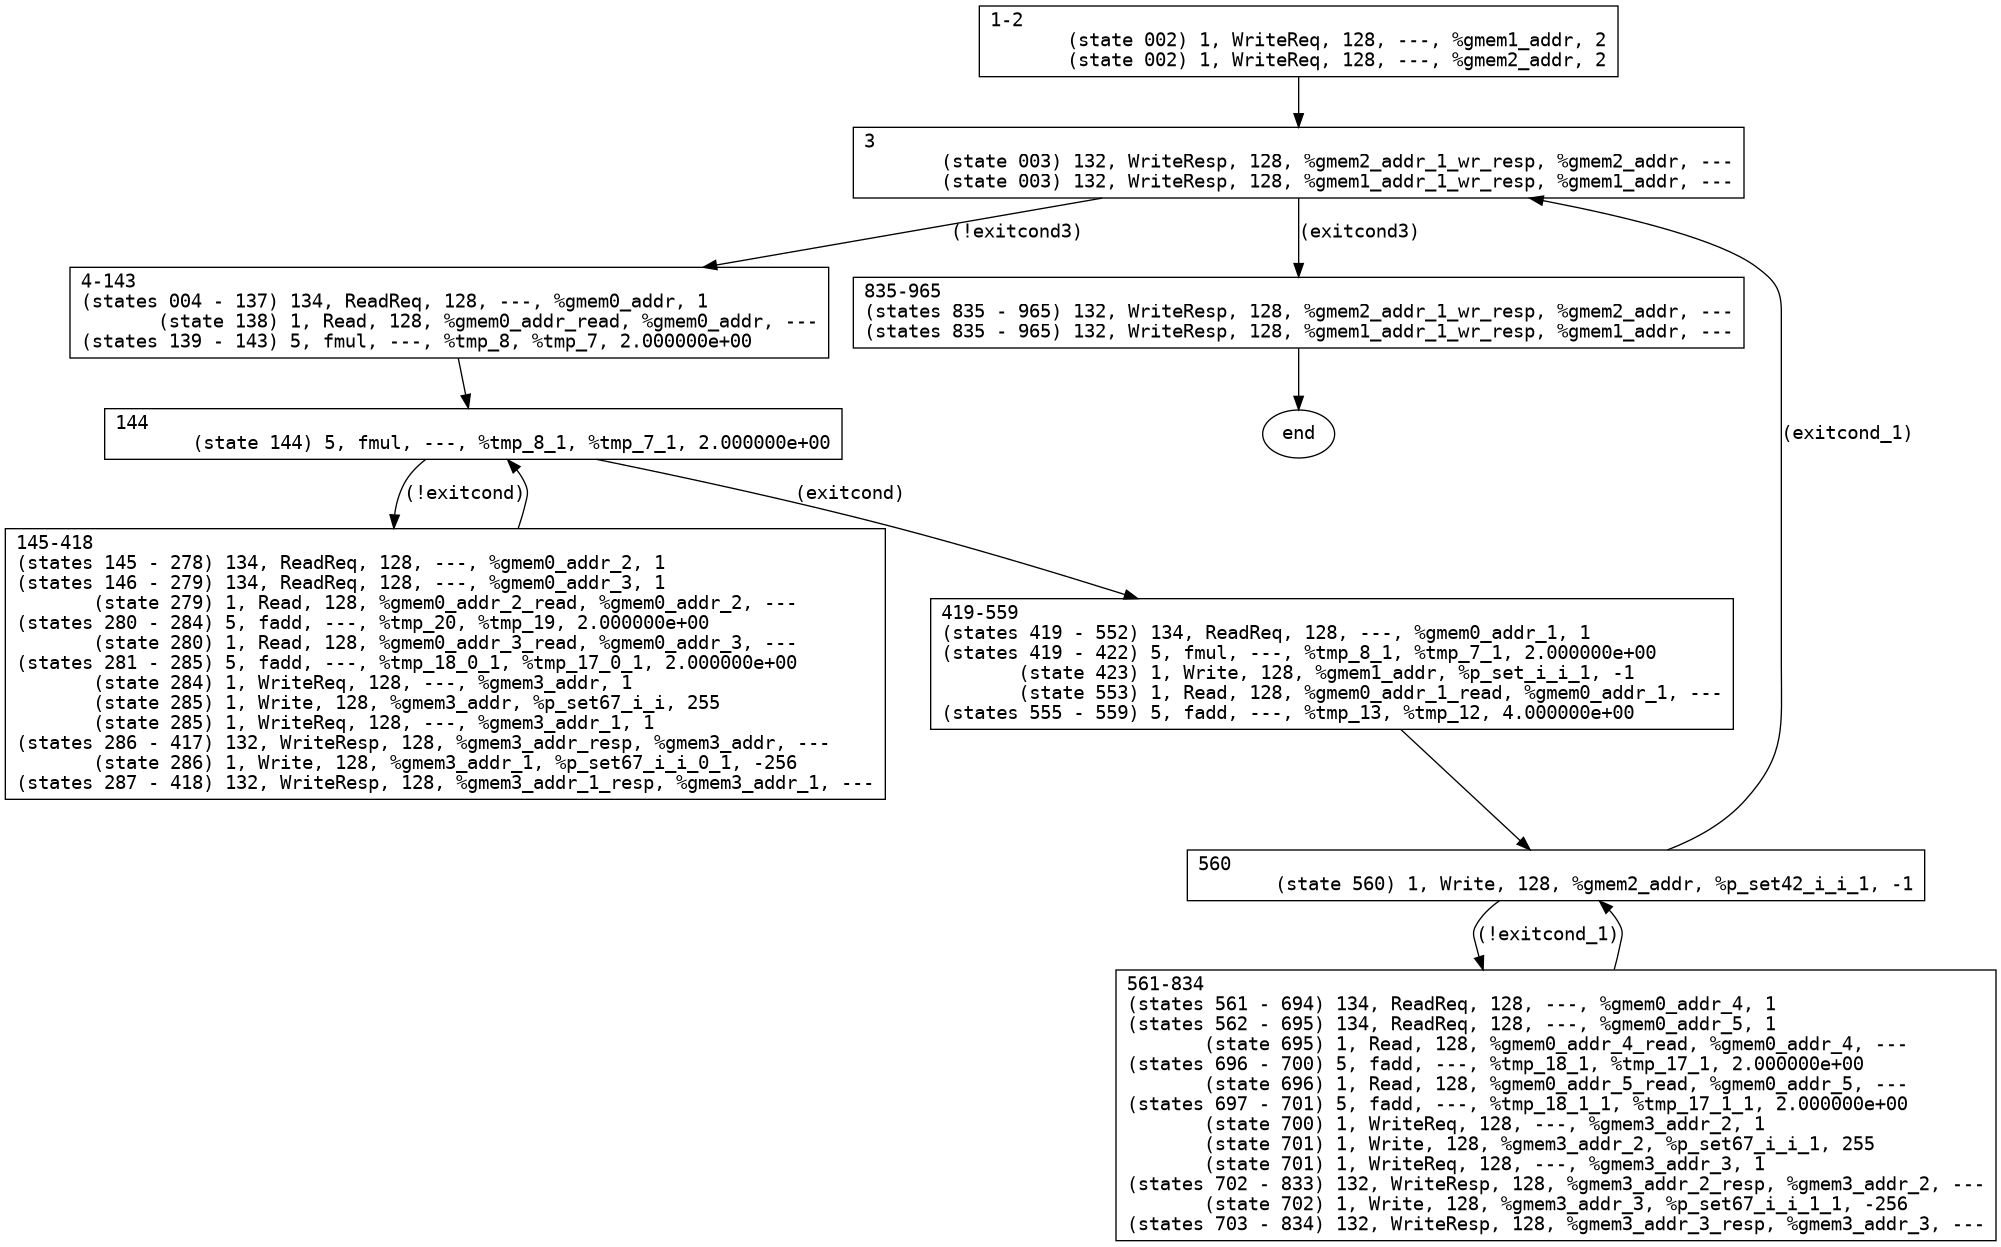 1-2
(state 002) 1, WriteReq, 128, ---, %gmem1_addr, 2
(state 002) 1, WriteReq, 128, ---, %gmem2_addr, 2
3
(state 003) 132, WriteResp, 128, %gmem2_addr_1_wr_resp, %gmem2_addr, ---
(state 003) 132, WriteResp, 128, %gmem1_addr_1_wr_resp, %gmem1_addr, ---
(!exitcond3)
(exitcond3)
4-143
(states 004 - 137) 134, ReadReq, 128, ---, %gmem0_addr, 1
(state 138) 1, Read, 128, %gmem0_addr_read, %gmem0_addr, ---
(states 139 - 143) 5, fmul, ---, %tmp_8, %tmp_7, 2.000000e+00
835-965
(states 835 - 965) 132, WriteResp, 128, %gmem2_addr_1_wr_resp, %gmem2_addr, ---
(states 835 - 965) 132, WriteResp, 128, %gmem1_addr_1_wr_resp, %gmem1_addr, ---
144
(state 144) 5, fmul, ---, %tmp_8_1, %tmp_7_1, 2.000000e+00
end
(exitcond_1)
(!exitcond)
(exitcond)
145-418
(states 145 - 278) 134, ReadReq, 128, ---, %gmem0_addr_2, 1
(states 146 - 279) 134, ReadReq, 128, ---, %gmem0_addr_3, 1
(state 279) 1, Read, 128, %gmem0_addr_2_read, %gmem0_addr_2, ---
(states 280 - 284) 5, fadd, ---, %tmp_20, %tmp_19, 2.000000e+00
(state 280) 1, Read, 128, %gmem0_addr_3_read, %gmem0_addr_3, ---
(states 281 - 285) 5, fadd, ---, %tmp_18_0_1, %tmp_17_0_1, 2.000000e+00
(state 284) 1, WriteReq, 128, ---, %gmem3_addr, 1
(state 285) 1, Write, 128, %gmem3_addr, %p_set67_i_i, 255
(state 285) 1, WriteReq, 128, ---, %gmem3_addr_1, 1
(states 286 - 417) 132, WriteResp, 128, %gmem3_addr_resp, %gmem3_addr, ---
(state 286) 1, Write, 128, %gmem3_addr_1, %p_set67_i_i_0_1, -256
(states 287 - 418) 132, WriteResp, 128, %gmem3_addr_1_resp, %gmem3_addr_1, ---
419-559
(states 419 - 552) 134, ReadReq, 128, ---, %gmem0_addr_1, 1
(states 419 - 422) 5, fmul, ---, %tmp_8_1, %tmp_7_1, 2.000000e+00
(state 423) 1, Write, 128, %gmem1_addr, %p_set_i_i_1, -1
(state 553) 1, Read, 128, %gmem0_addr_1_read, %gmem0_addr_1, ---
(states 555 - 559) 5, fadd, ---, %tmp_13, %tmp_12, 4.000000e+00
560
(state 560) 1, Write, 128, %gmem2_addr, %p_set42_i_i_1, -1
(!exitcond_1)
561-834
(states 561 - 694) 134, ReadReq, 128, ---, %gmem0_addr_4, 1
(states 562 - 695) 134, ReadReq, 128, ---, %gmem0_addr_5, 1
(state 695) 1, Read, 128, %gmem0_addr_4_read, %gmem0_addr_4, ---
(states 696 - 700) 5, fadd, ---, %tmp_18_1, %tmp_17_1, 2.000000e+00
(state 696) 1, Read, 128, %gmem0_addr_5_read, %gmem0_addr_5, ---
(states 697 - 701) 5, fadd, ---, %tmp_18_1_1, %tmp_17_1_1, 2.000000e+00
(state 700) 1, WriteReq, 128, ---, %gmem3_addr_2, 1
(state 701) 1, Write, 128, %gmem3_addr_2, %p_set67_i_i_1, 255
(state 701) 1, WriteReq, 128, ---, %gmem3_addr_3, 1
(states 702 - 833) 132, WriteResp, 128, %gmem3_addr_2_resp, %gmem3_addr_2, ---
(state 702) 1, Write, 128, %gmem3_addr_3, %p_set67_i_i_1_1, -256
(states 703 - 834) 132, WriteResp, 128, %gmem3_addr_3_resp, %gmem3_addr_3, ---